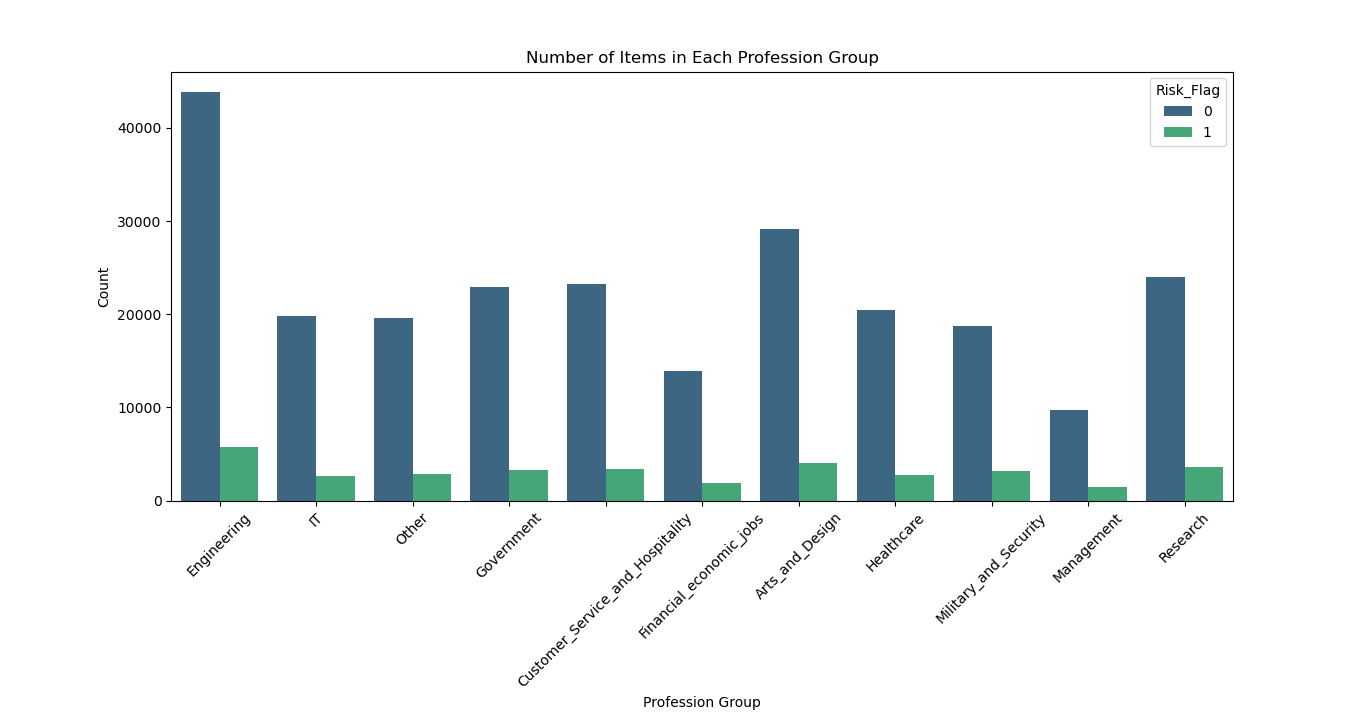 Number of Items in Each Profession Group
Risk_Flag
0
1
40000
30000
20000
10000
0
Count
Engineering
IT
Other
Government
Customer_Service_and_Hospitality
Financial_economic_jobs
Arts_and_Design
Healthcare
Military_and_Security
Management
Research
Profession Group